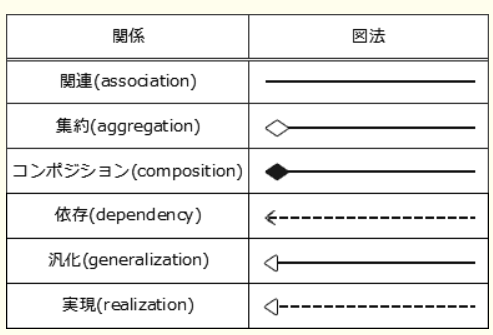 関係 図法
関連(association)
集約(aggregation)
コンポジション(composition)
依存(dependency)
汎化(generalization)
実現(realization)